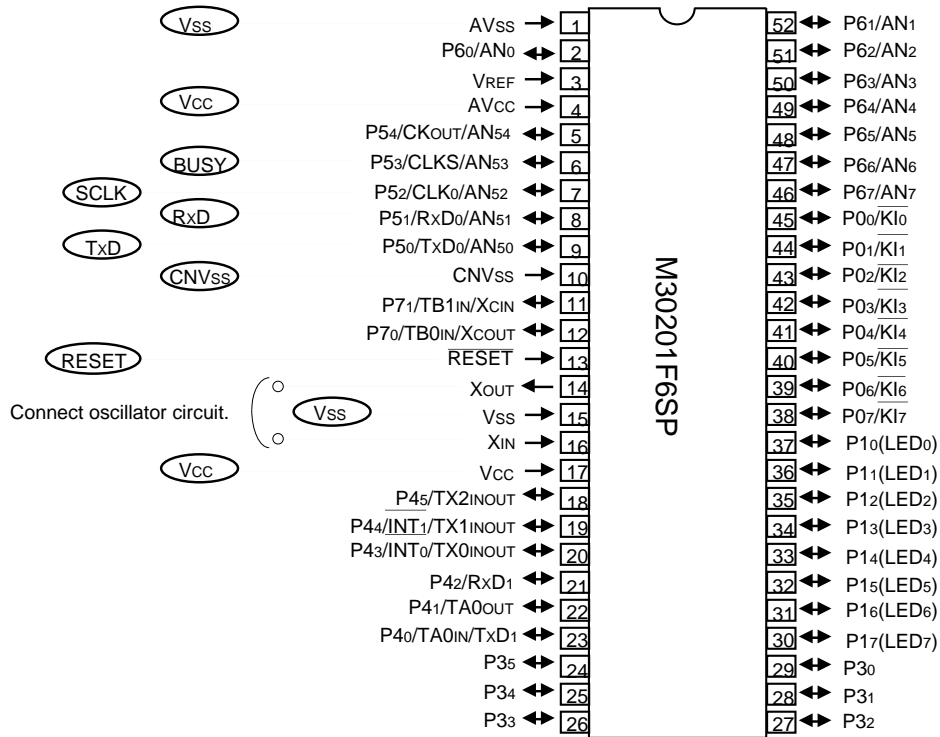 Vss AVss 1 52 P61/AN1
P60/AN0 2 51 P62/AN2
VREF 3 50 P63/AN3
Vcc AVcc 4 49 P64/AN4
P54/CKOUT/AN54 5 48 P65/AN5
BUSY P53/CLKS/AN53 6 47 P66/AN6
SCLK P52/CLK0/AN52 7 46 P67/AN7
RxD P51/RxD0/AN51 8 45 P00/KI0
TxD P50/TxD0/AN50 9 44 P01/KI1
CNVss CNVss 10 43 P02/KI2
P71/TB1IN/XCIN 11 42 P03/KI3
P70/TB0IN/XCOUT 12 41 P04/KI4
RESET RESET 13 40 P05/KI5
XOUT 14 39 P06/KI6
Connect oscillator circuit. Vss Vss 15 38 P07/KI7
XIN 16 37 P10(LED0)
Vcc Vcc 17 36 P11(LED1)
P45/TX2INOUT 18 35 P12(LED2)
P44/INT1/TX1INOUT 19 34 P13(LED3)
P43/INT0/TX0INOUT 20 33 P14(LED4)
P42/RxD1 21 32 P15(LED5)
P41/TA0OUT 22 31 P16(LED6)
P40/TA0IN/TxD1 23 30 P17(LED7)
P35 24 29 P30
P34 25 28 P31
P33 26 27 P32
M30201F6SP